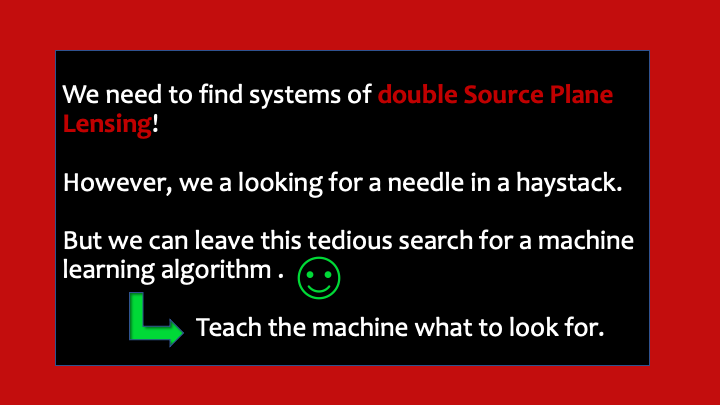 We need to find systems of double Source Plane
Lensing!
However, we a looking for a needle in a haystack.
But we can leave this tedious search for a machine
learning algorithm .
Teach the machine what to look for.